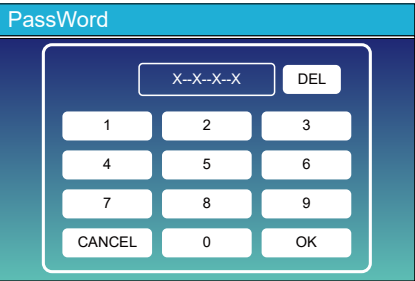 PassWord
X--X--X--X DEL
1 2 3
4 5 6
7 8 9
CANCEL 0 OK